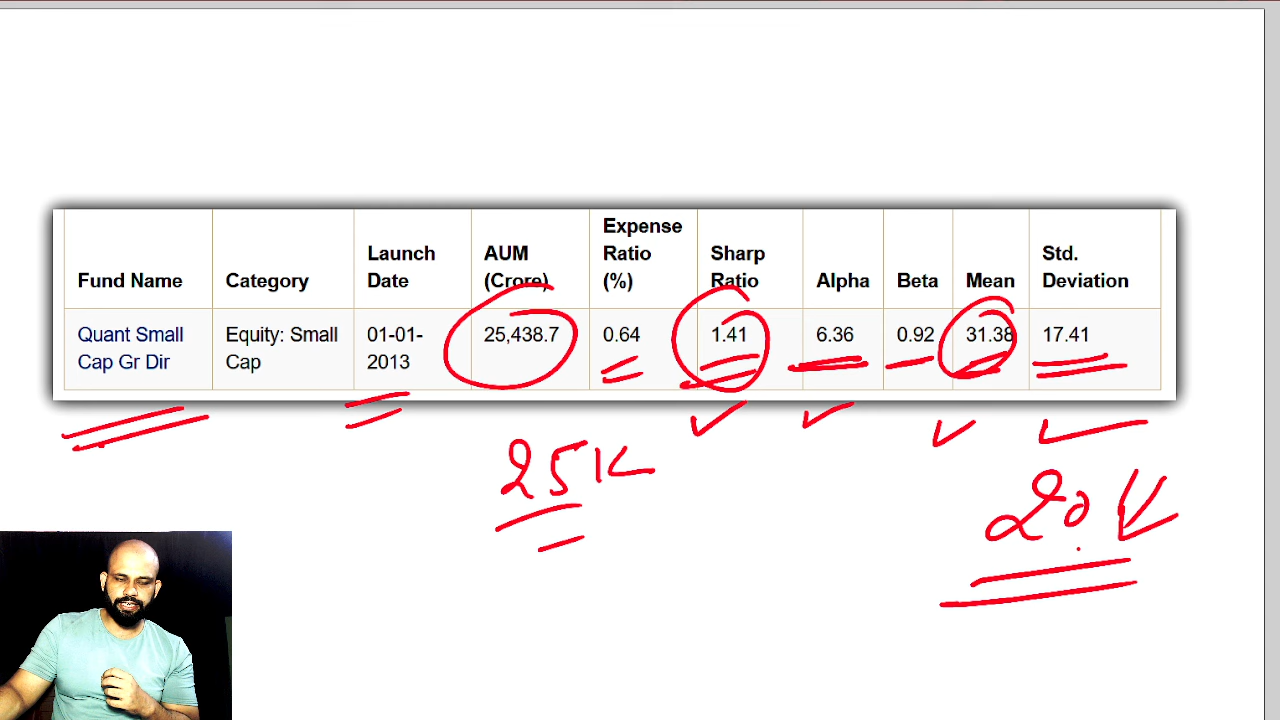 Fund Name Category Launch Date AUM (Crore) Expense Ratio (%) Sharp Ratio Alpha Beta Mean Std. Deviation
Quant Small Cap Gr Dir Equity: Small Cap 01-01-2013 25,438.7 0.64 1.41 6.36 0.92 31.38 17.41
25K
20